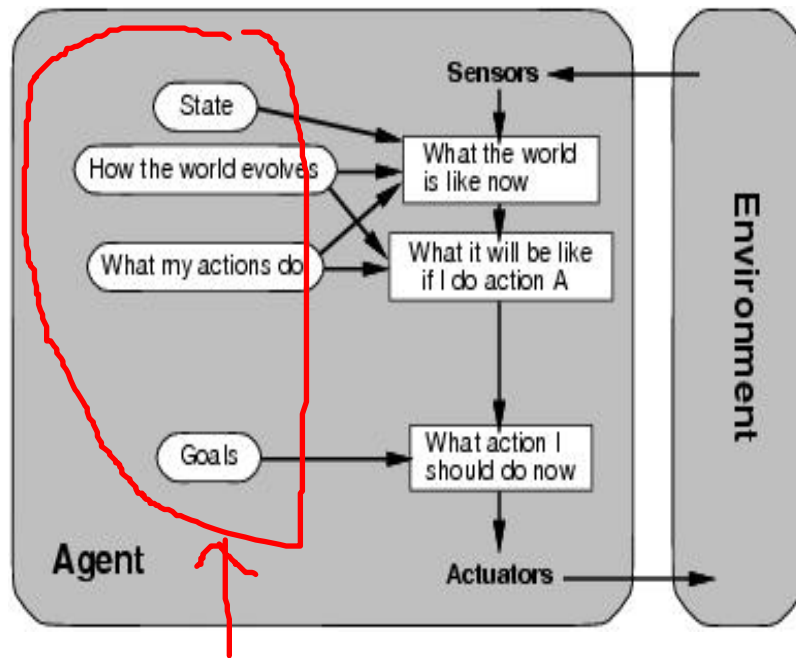 Sensors
State
How the world evolves
What my actions do
What the world
is like now
What it will be like
if I do action A
Goals
What action I
should do now
Agent
Actuators
Environment